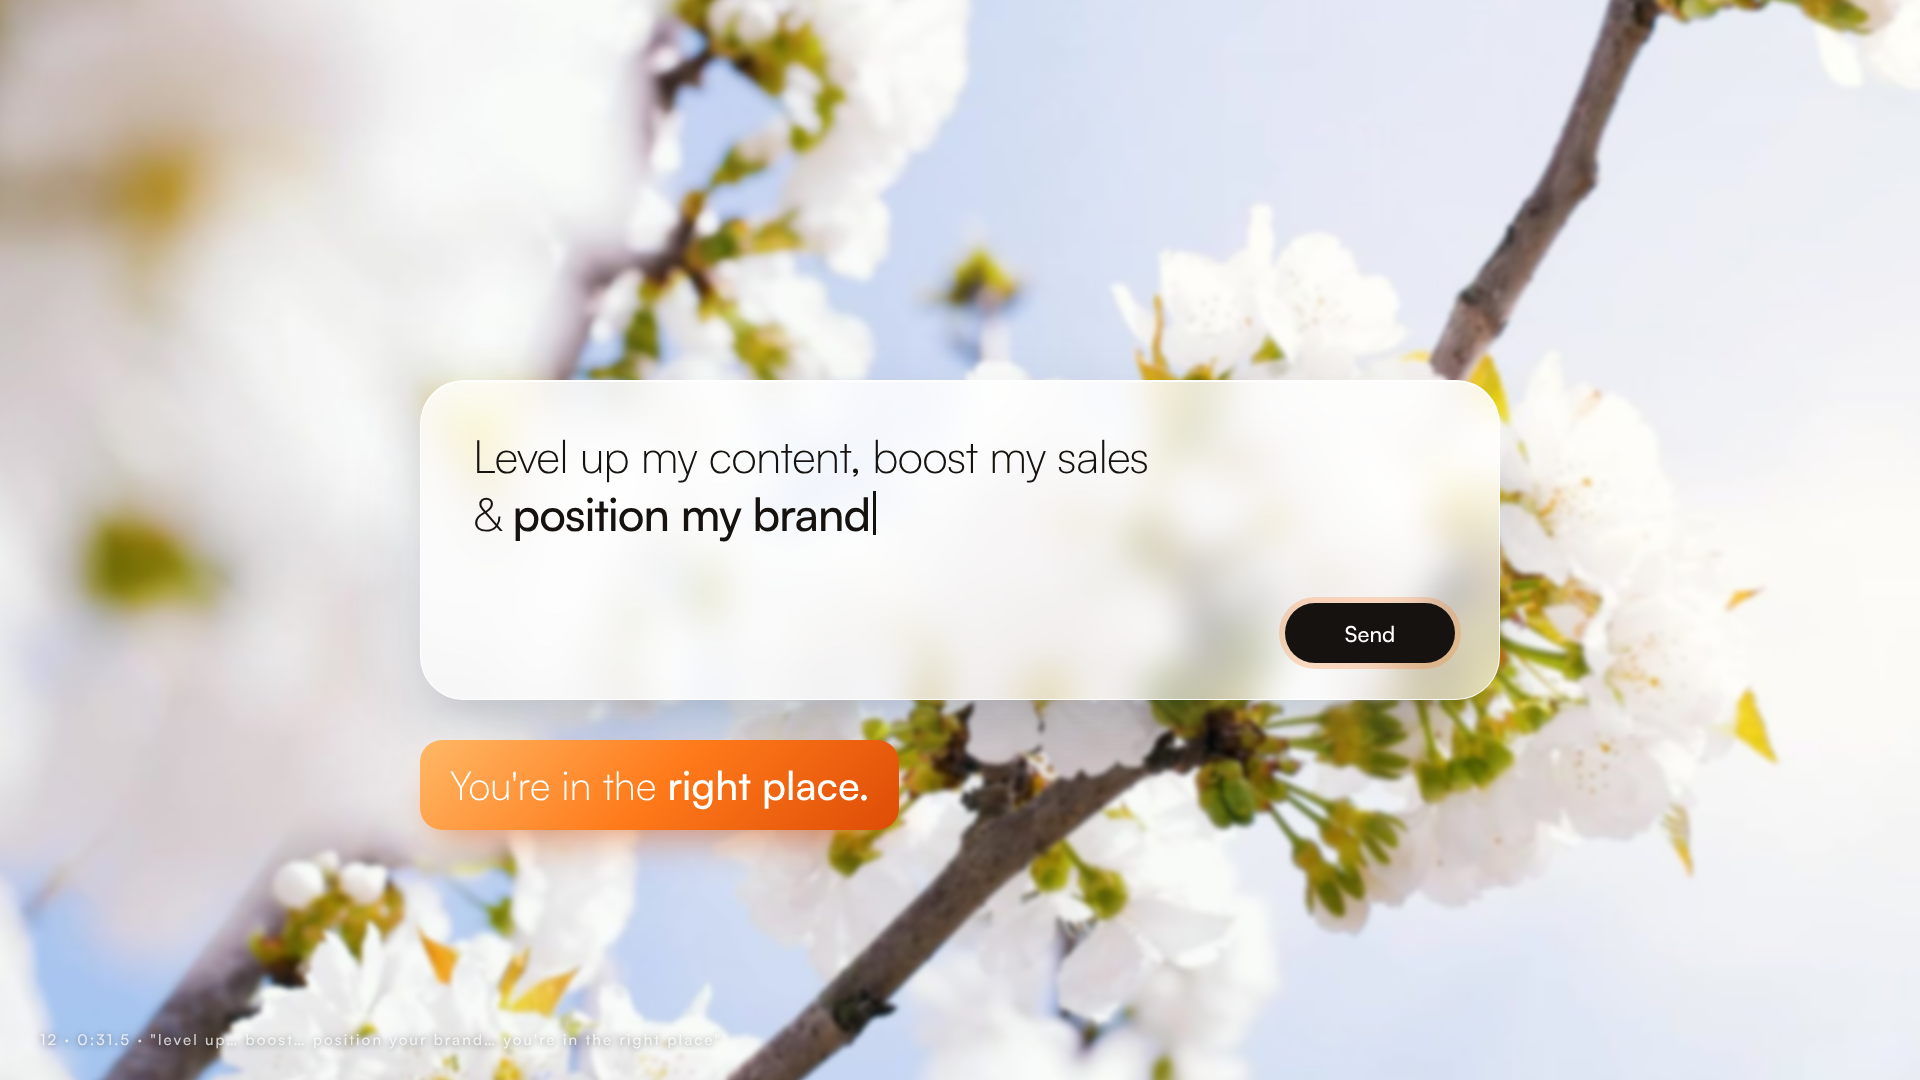 Level up my content, boost my sales
& position my brand
Send
You're in the right place.
12 · 0:31.5 · "level up… boost… position your brand… you're in the right place"